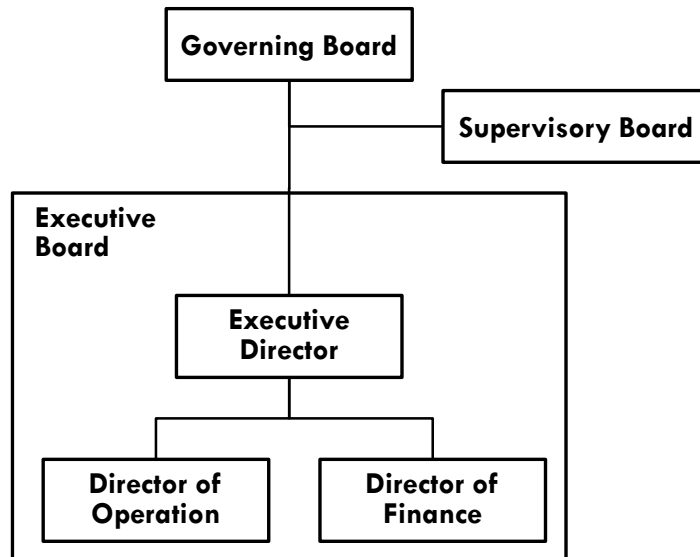 Governing Board
Supervisory Board
Executive
Board
Executive
Director
Director of
Operation
Director of
Finance